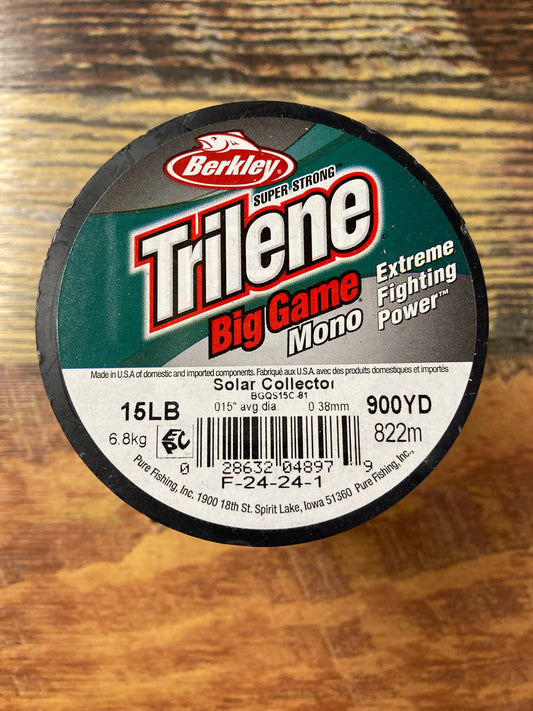 Berkley
SUPER STRONG™
Trilene
Big Game
Mono
Extreme
Fighting
Power™
Made in U.S.A of domestic and imported components. Fabriqué aux U.S.A. avec des produits domestiques et importés
Solar Collector
BGQS15C-81
15LB
.015" avg dia
0.38mm
900YD
6.8kg
822m
0 28632 04897 9
F-24-24-1
Pure Fishing, Inc. 1900 18th St. Spirit Lake, Iowa 51360 Pure Fishing, Inc.,